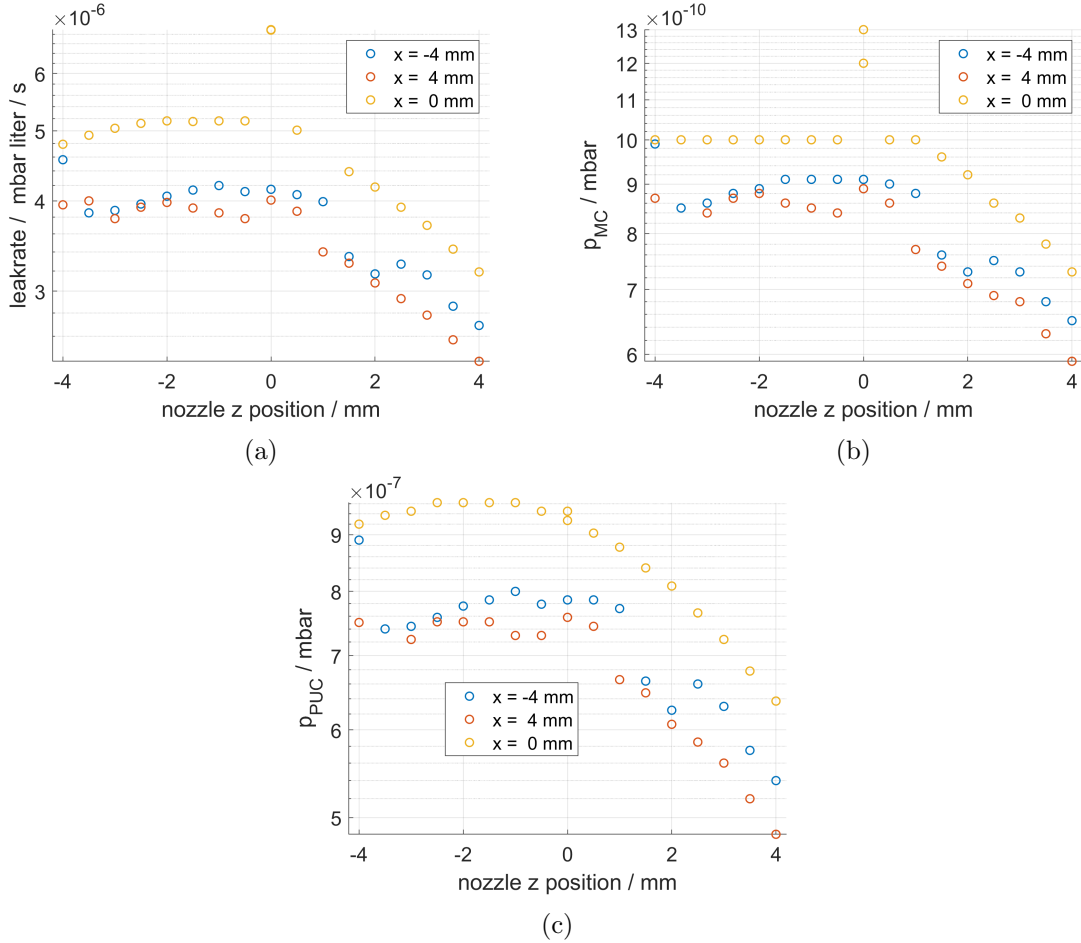 ×10-6
6
5
4
3
leakrate / mbar liter / s
x = -4 mm
x = 4 mm
x = 0 mm
-4 -2 0 2 4
nozzle z position / mm
(a)
×10-10
13
12
11
10
9
8
7
6
pMC / mbar
x = -4 mm
x = 4 mm
x = 0 mm
-4 -2 0 2 4
nozzle z position / mm
(b)
×10-7
9
8
7
6
5
pPUC / mbar
x = -4 mm
x = 4 mm
x = 0 mm
-4 -2 0 2 4
nozzle z position / mm
(c)